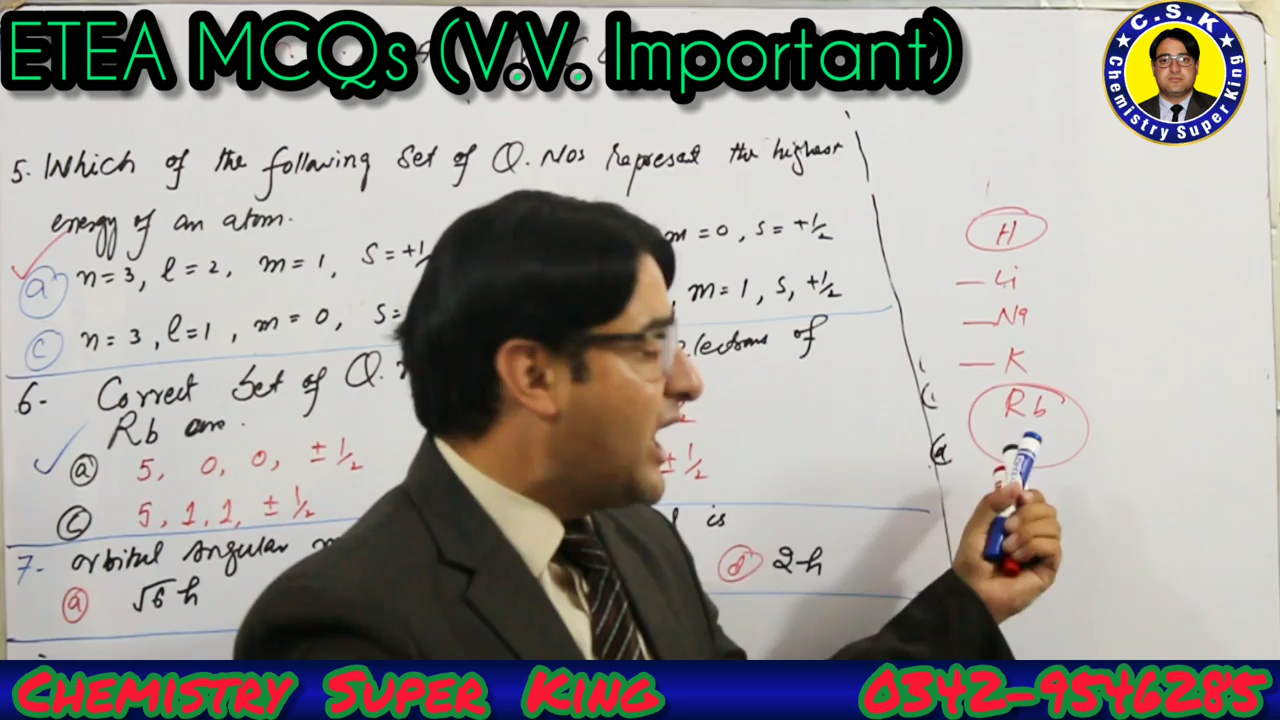 ETEA MCQs (V.V. Important)
C.S.K
Chemistry Super King
5. Which of the following Set of Q. Nos represent the highest
energy of an atom.
a n=3, l=2, m=1, S=+1/ m=0, S=+1/2
c n=3, l=1, m=0, S= m=1, S, +1/2
6- Correct Set of Q. electrons of
Rb are.
a 5, 0, 0, ±1/2 ±1/2
c 5, 1, 1, ±1/2
7- orbital angular is
a √6 ħ d 2ħ
H
Li
Na
K
Rb
Chemistry Super King 0342-9546285